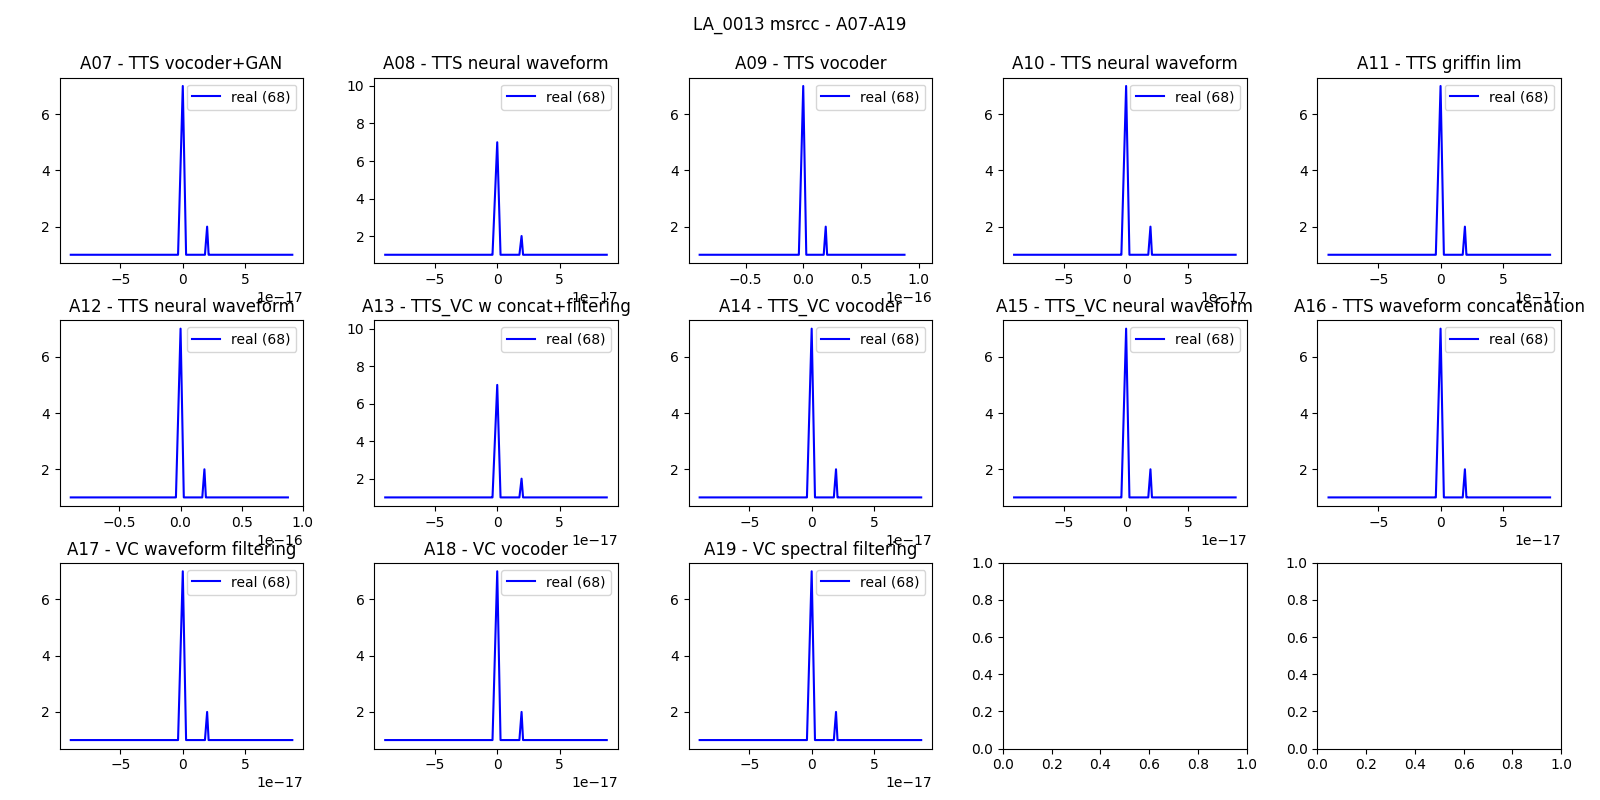 LA_0013 msrcc - A07-A19
A07 - TTS vocoder+GAN
real (68)
6
4
2
−5 0 5
1e−17
A08 - TTS neural waveform
real (68)
10
8
6
4
2
−5 0 5
1e−17
A09 - TTS vocoder
real (68)
6
4
2
−0.5 0.0 0.5 1.0
1e−16
A10 - TTS neural waveform
real (68)
6
4
2
−5 0 5
1e−17
A11 - TTS griffin lim
real (68)
6
4
2
−5 0 5
1e−17
A12 - TTS neural waveform
real (68)
6
4
2
−0.5 0.0 0.5 1.0
1e−16
A13 - TTS_VC w concat+filtering
real (68)
10
8
6
4
2
−5 0 5
1e−17
A14 - TTS_VC vocoder
real (68)
6
4
2
−5 0 5
1e−17
A15 - TTS_VC neural waveform
real (68)
6
4
2
−5 0 5
1e−17
A16 - TTS waveform concatenation
real (68)
6
4
2
−5 0 5
1e−17
A17 - VC waveform filtering
real (68)
6
4
2
−5 0 5
1e−17
A18 - VC vocoder
real (68)
6
4
2
−5 0 5
1e−17
A19 - VC spectral filtering
real (68)
6
4
2
−5 0 5
1e−17
1.0
0.8
0.6
0.4
0.2
0.0
0.0 0.2 0.4 0.6 0.8 1.0
1.0
0.8
0.6
0.4
0.2
0.0
0.0 0.2 0.4 0.6 0.8 1.0